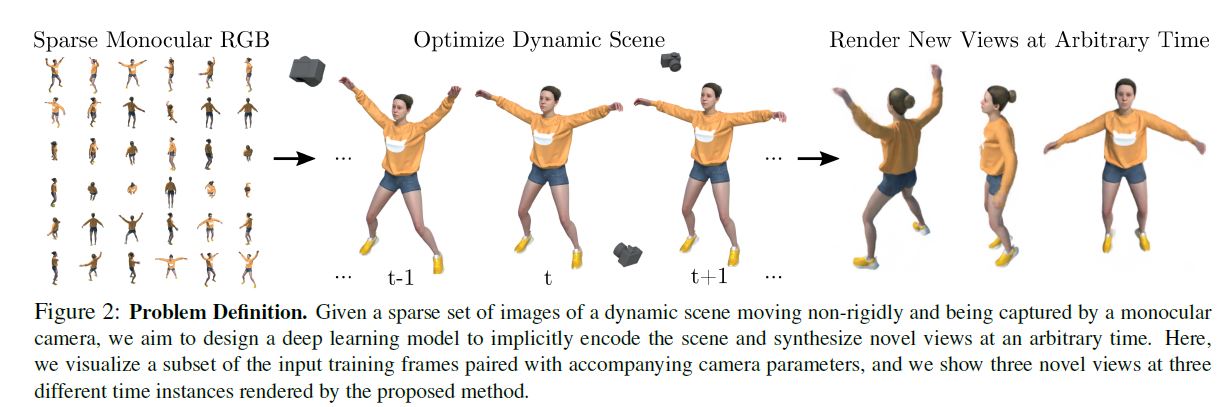 Sparse Monocular RGB
Optimize Dynamic Scene
Render New Views at Arbitrary Time
...
...
... t-1 t t+1 ...
Figure 2: Problem Definition. Given a sparse set of images of a dynamic scene moving non-rigidly and being captured by a monocular
camera, we aim to design a deep learning model to implicitly encode the scene and synthesize novel views at an arbitrary time. Here,
we visualize a subset of the input training frames paired with accompanying camera parameters, and we show three novel views at three
different time instances rendered by the proposed method.